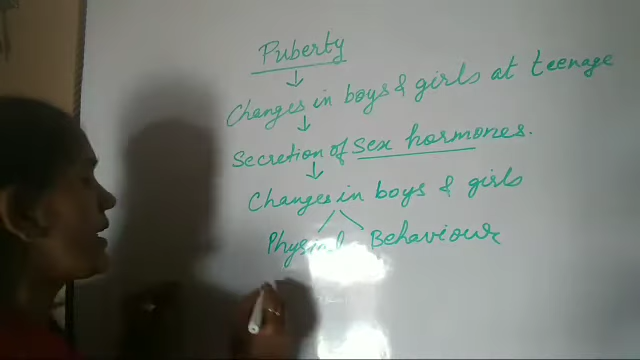 Puberty
↓
Changes in boys & girls at teenage
↓
Secretion of sex hormones.
↓
Changes in boys & girls
Physical Behaviour